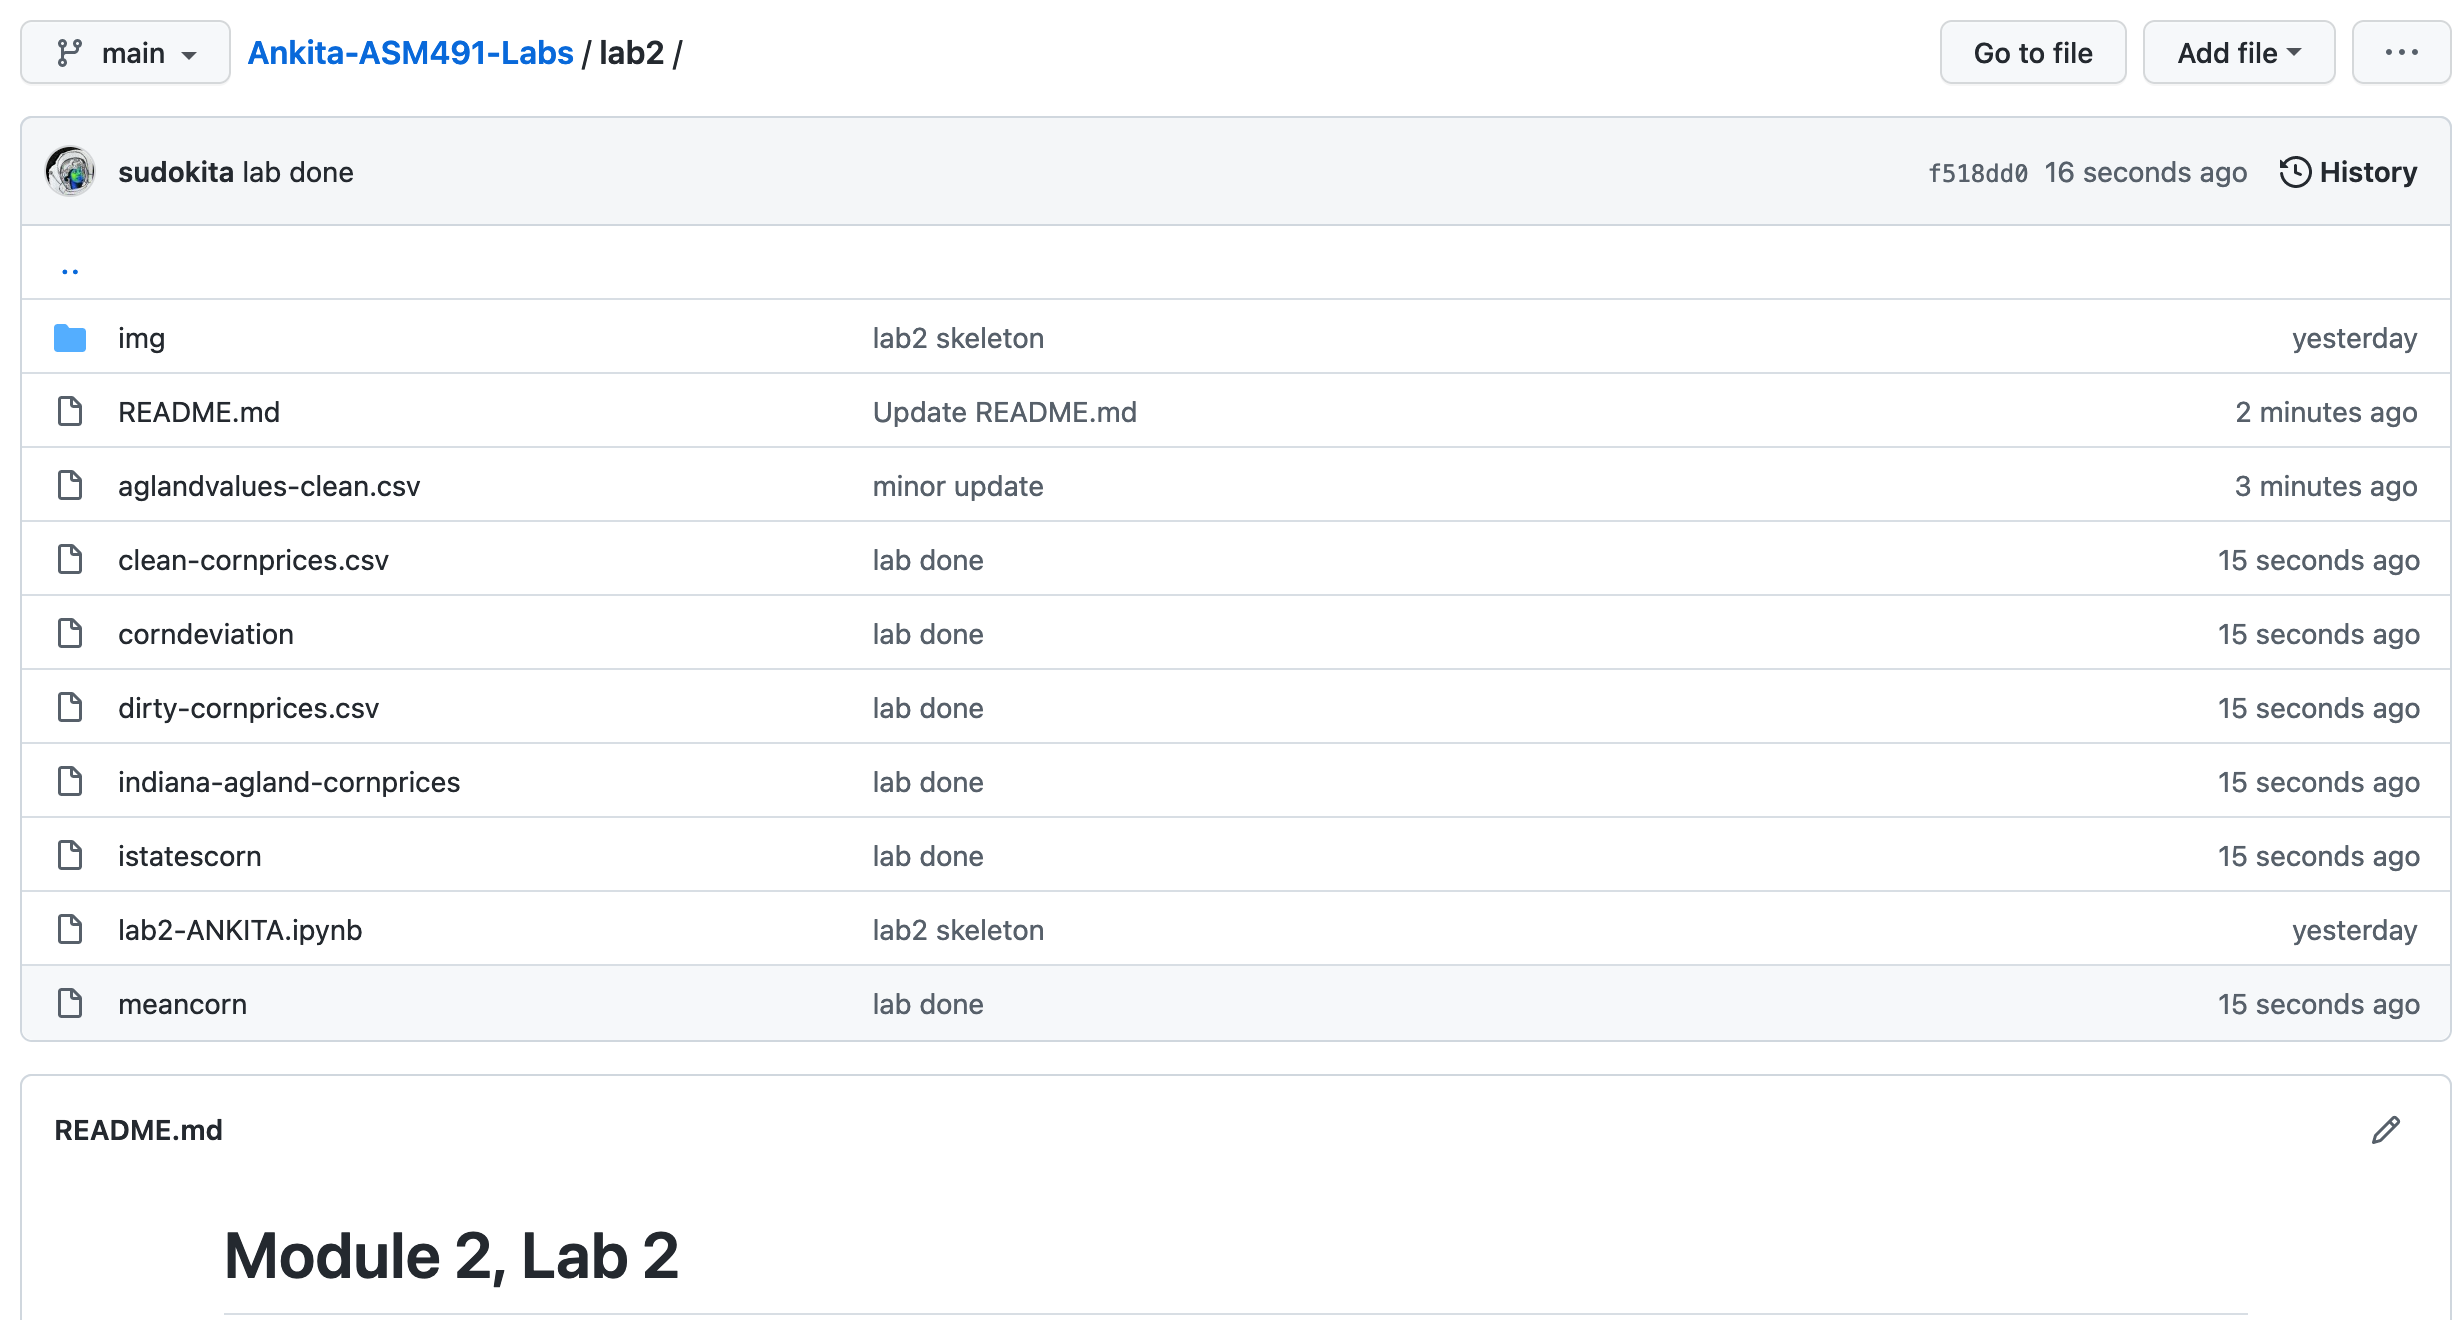 main Ankita-ASM491-Labs / lab2 / Go to file Add file ...
sudokita lab done f518dd0 16 seconds ago History
..
img lab2 skeleton yesterday
README.md Update README.md 2 minutes ago
aglandvalues-clean.csv minor update 3 minutes ago
clean-cornprices.csv lab done 15 seconds ago
corndeviation lab done 15 seconds ago
dirty-cornprices.csv lab done 15 seconds ago
indiana-agland-cornprices lab done 15 seconds ago
istatescorn lab done 15 seconds ago
lab2-ANKITA.ipynb lab2 skeleton yesterday
meancorn lab done 15 seconds ago
README.md
Module 2, Lab 2